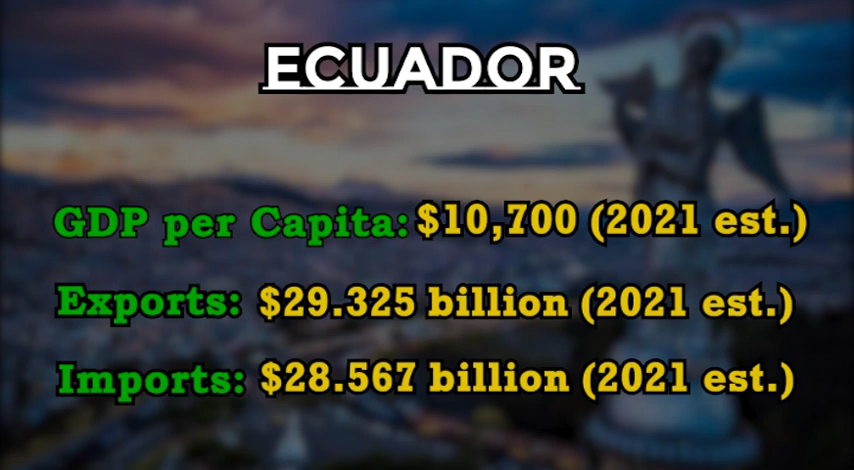 ECUADOR
GDP per Capita: $10,700 (2021 est.)
Exports: $29.325 billion (2021 est.)
Imports: $28.567 billion (2021 est.)